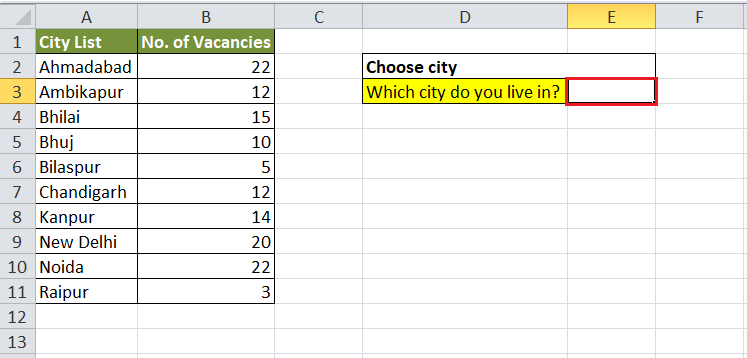 A B C D E F
1 City List No. of Vacancies
2 Ahmadabad 22 Choose city
3 Ambikapur 12 Which city do you live in?
4 Bhilai 15
5 Bhuj 10
6 Bilaspur 5
7 Chandigarh 12
8 Kanpur 14
9 New Delhi 20
10 Noida 22
11 Raipur 3
12
13